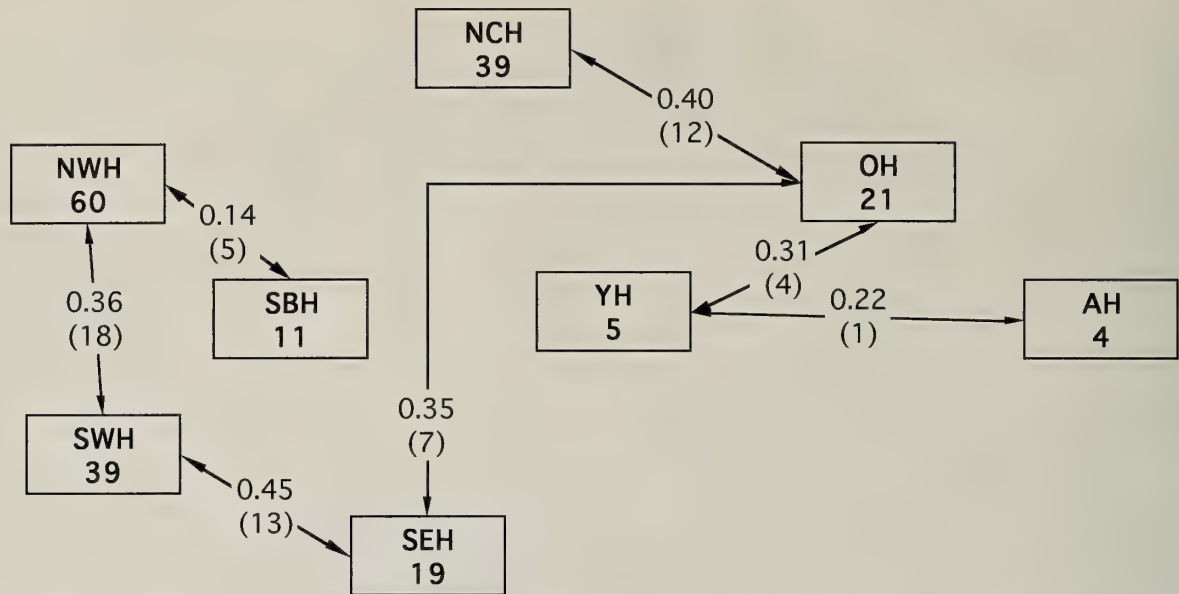 NCH
39
0.40
(12)
NWH
60
OH
21
0.14
(5)
0.31
(4)
SBH
11
0.36
(18)
YH
5
0.22
(1)
AH
4
0.35
(7)
SWH
39
0.45
(13)
SEH
19